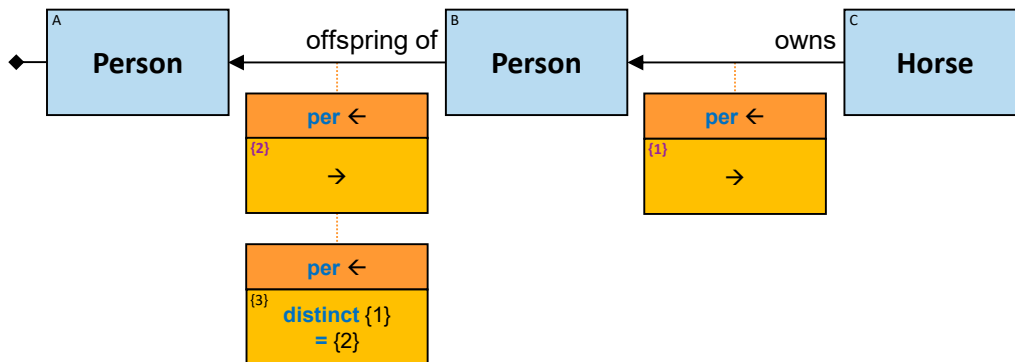 A
Person
offspring of
B
Person
owns
C
Horse
per ←
{2}
→
per ←
{1}
→
per ←
{3}
distinct {1}
= {2}